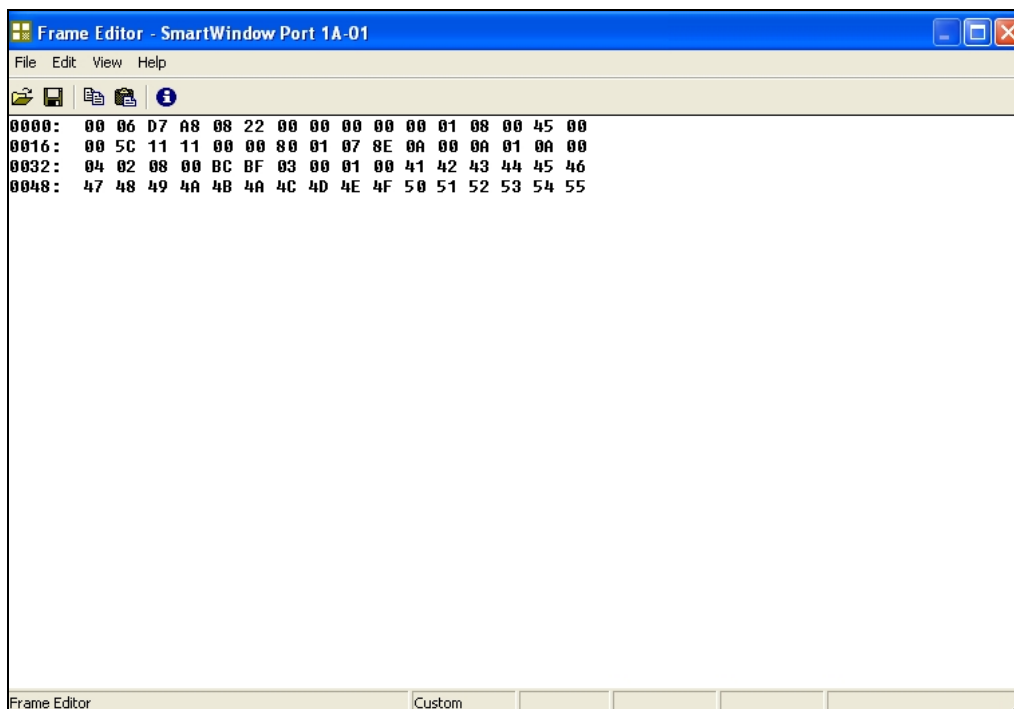 Frame Editor - SmartWindow Port 1A-01
File Edit View Help
0000: 00 06 D7 A8 08 22 00 00 00 00 00 01 08 00 45 00
0016: 00 5C 11 11 00 00 80 01 07 8E 0A 00 0A 01 0A 00
0032: 04 02 08 00 BC BF 03 00 01 00 41 42 43 44 45 46
0048: 47 48 49 4A 4B 4A 4C 4D 4E 4F 50 51 52 53 54 55
Frame Editor Custom